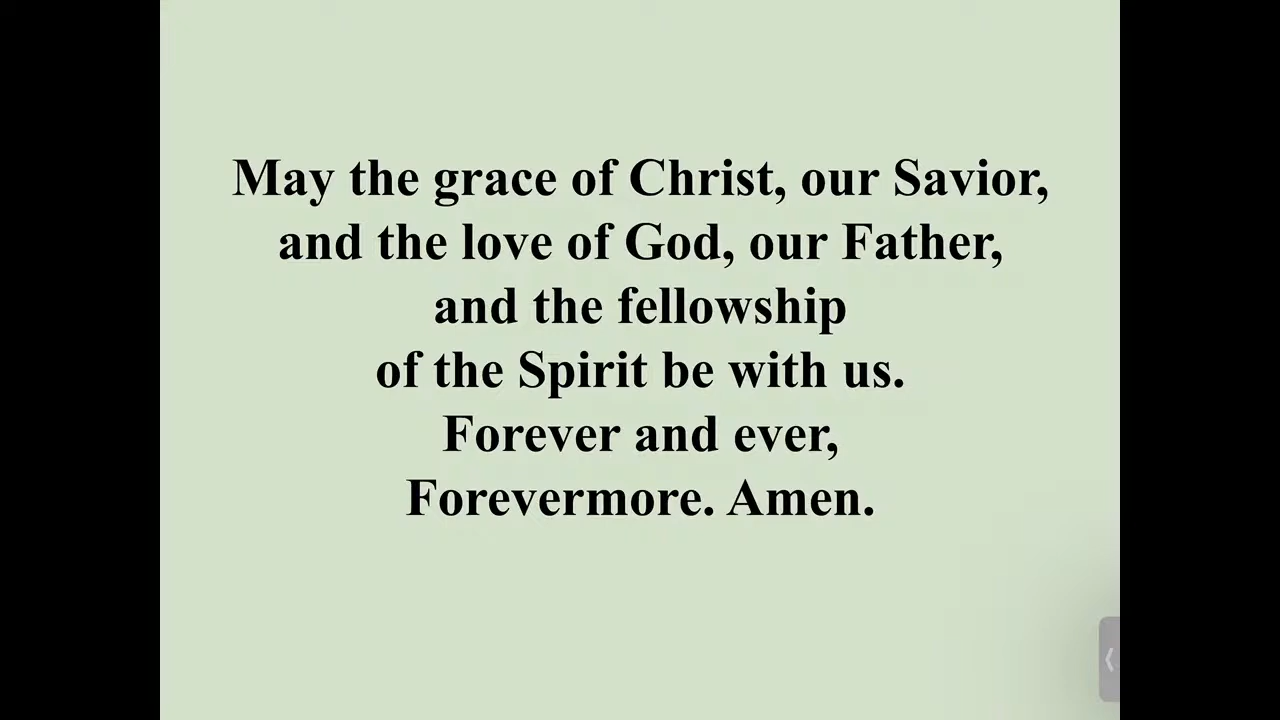 May the grace of Christ, our Savior,
and the love of God, our Father,
and the fellowship
of the Spirit be with us.
Forever and ever,
Forevermore. Amen.